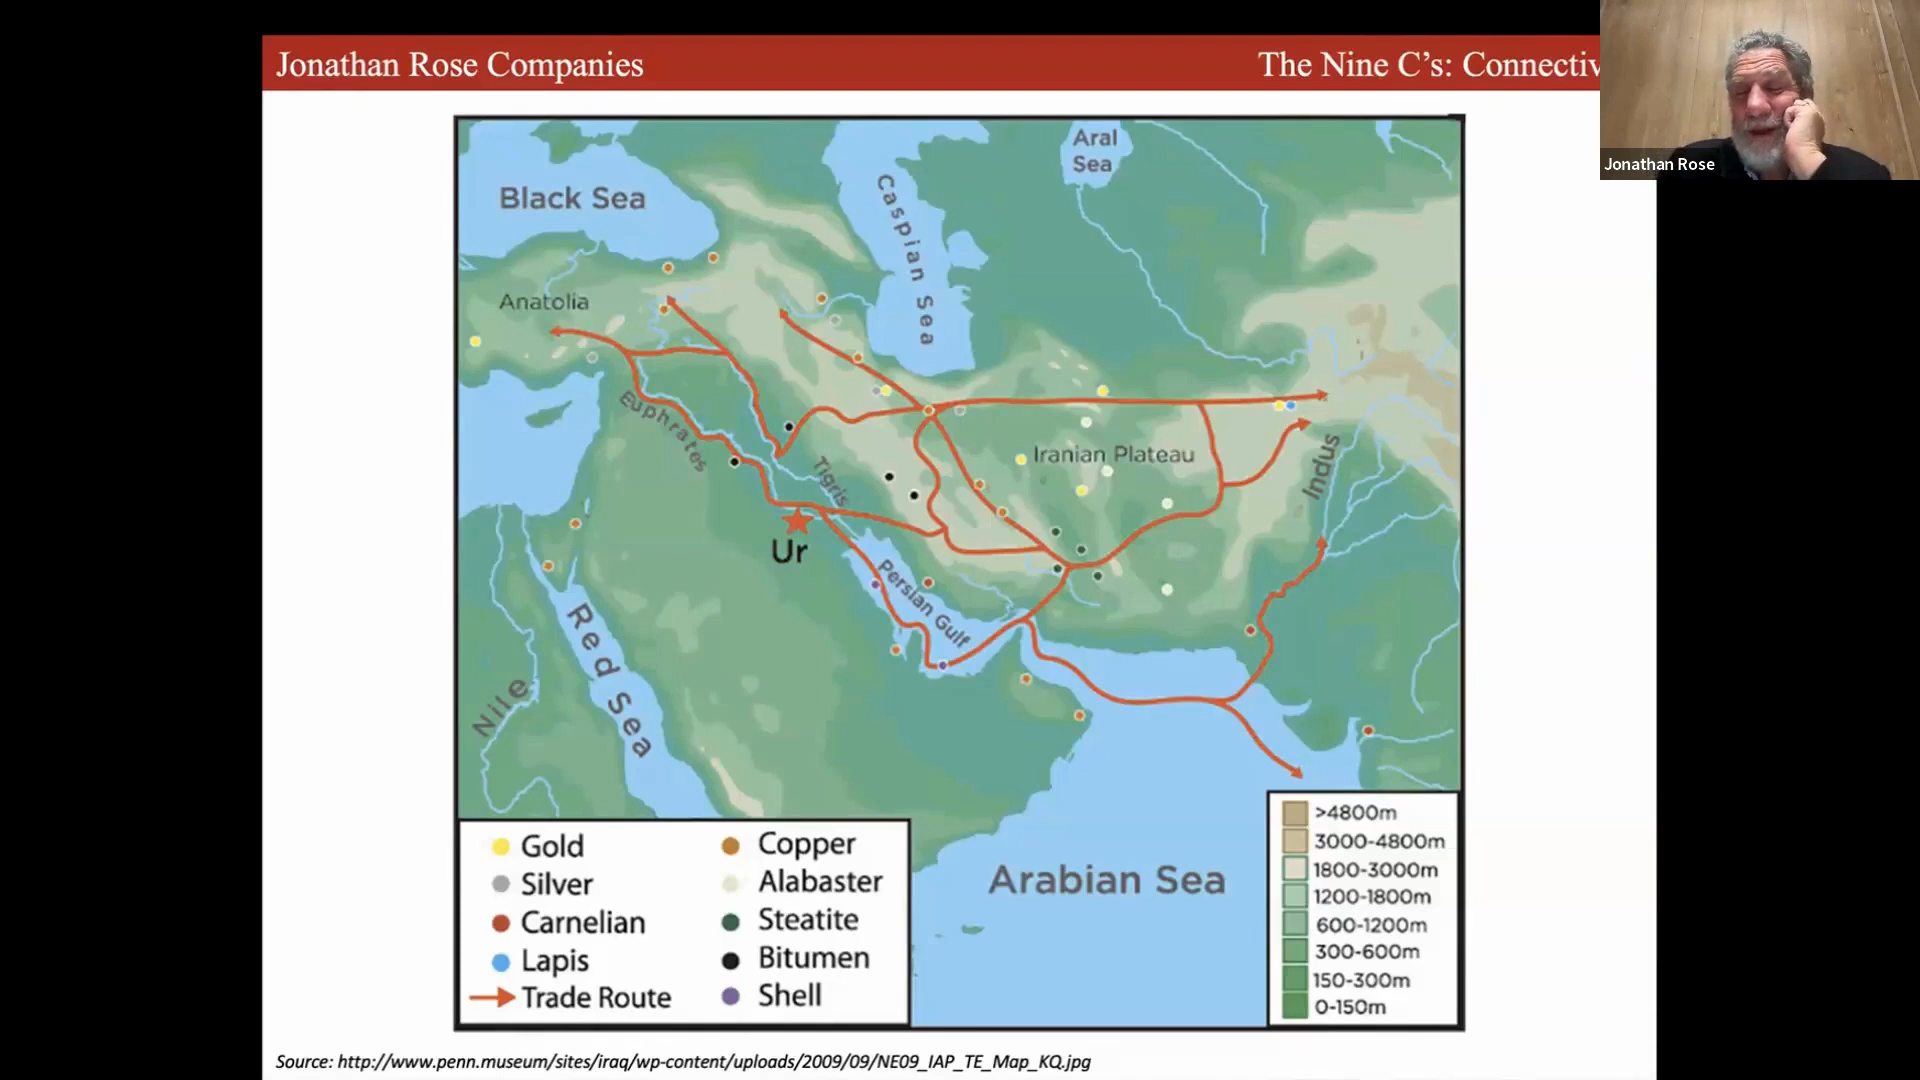 Jonathan Rose Companies
The Nine C's: Connectiv
Jonathan Rose
Aral
Sea
Black Sea
Caspian Sea
Anatolia
Euphrates
Tigris
Iranian Plateau
Indus
Ur
Persian Gulf
Red Sea
Nile
Arabian Sea
Gold
Silver
Carnelian
Lapis
Trade Route
Copper
Alabaster
Steatite
Bitumen
Shell
>4800m
3000-4800m
1800-3000m
1200-1800m
600-1200m
300-600m
150-300m
0-150m
Source: http://www.penn.museum/sites/iraq/wp-content/uploads/2009/09/NE09_IAP_TE_Map_KQ.jpg